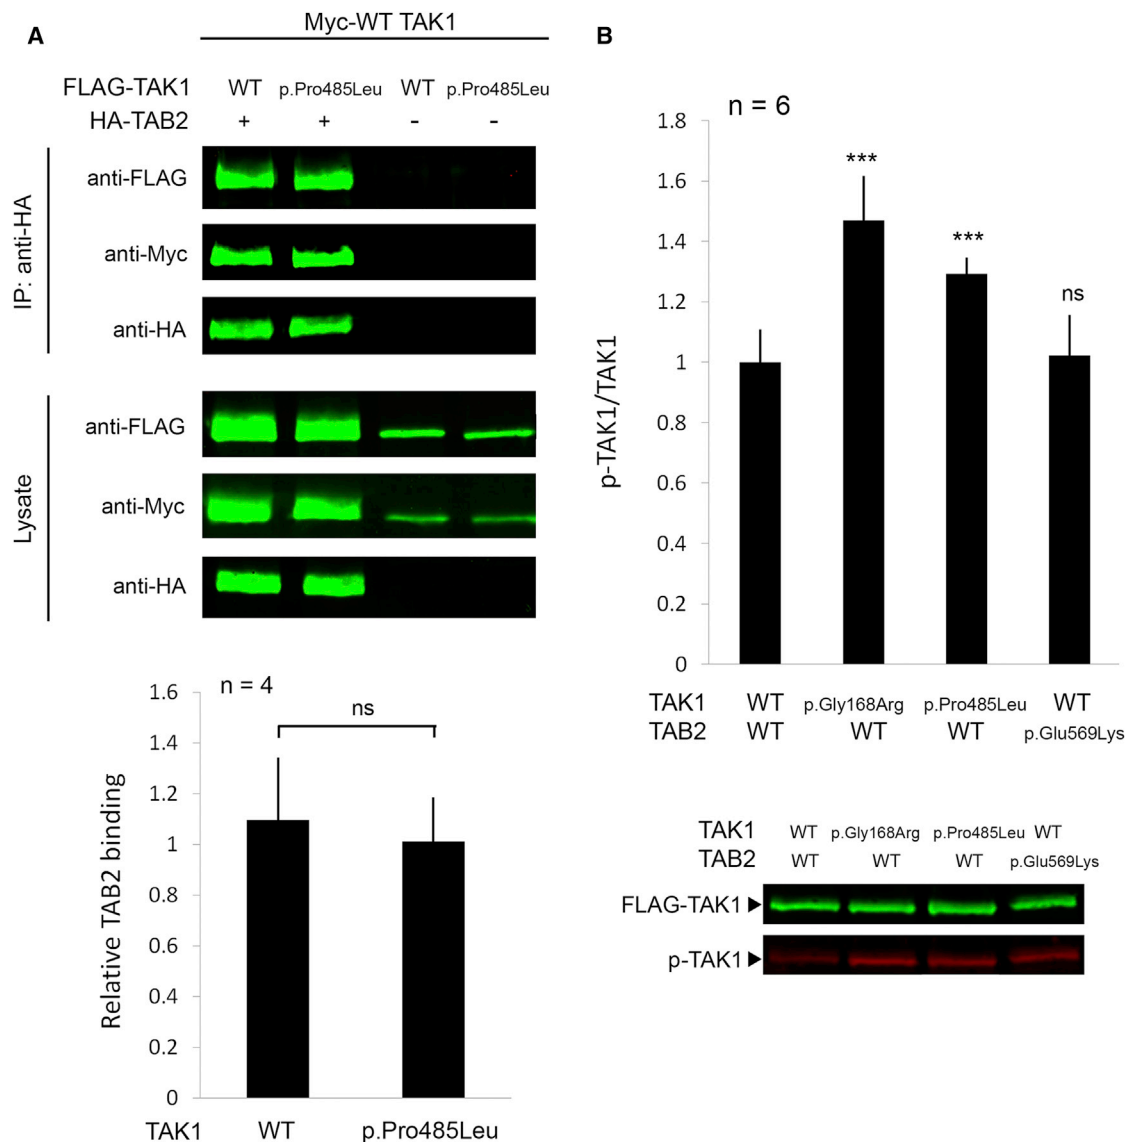 A
Myc-WT TAK1
FLAG-TAK1 WT p.Pro485Leu WT p.Pro485Leu
HA-TAB2 + + - -
IP: anti-HA
anti-FLAG
anti-Myc
anti-HA
Lysate
anti-FLAG
anti-Myc
anti-HA
n = 4
ns
Relative TAB2 binding
1.6
1.4
1.2
1
0.8
0.6
0.4
0.2
0
TAK1 WT p.Pro485Leu
B
n = 6
p-TAK1/TAK1
1.8
1.6
1.4
1.2
1
0.8
0.6
0.4
0.2
0
***
***
ns
TAK1 WT p.Gly168Arg p.Pro485Leu WT
TAB2 WT WT WT p.Glu569Lys
TAK1 WT p.Gly168Arg p.Pro485Leu WT
TAB2 WT WT WT p.Glu569Lys
FLAG-TAK1
p-TAK1